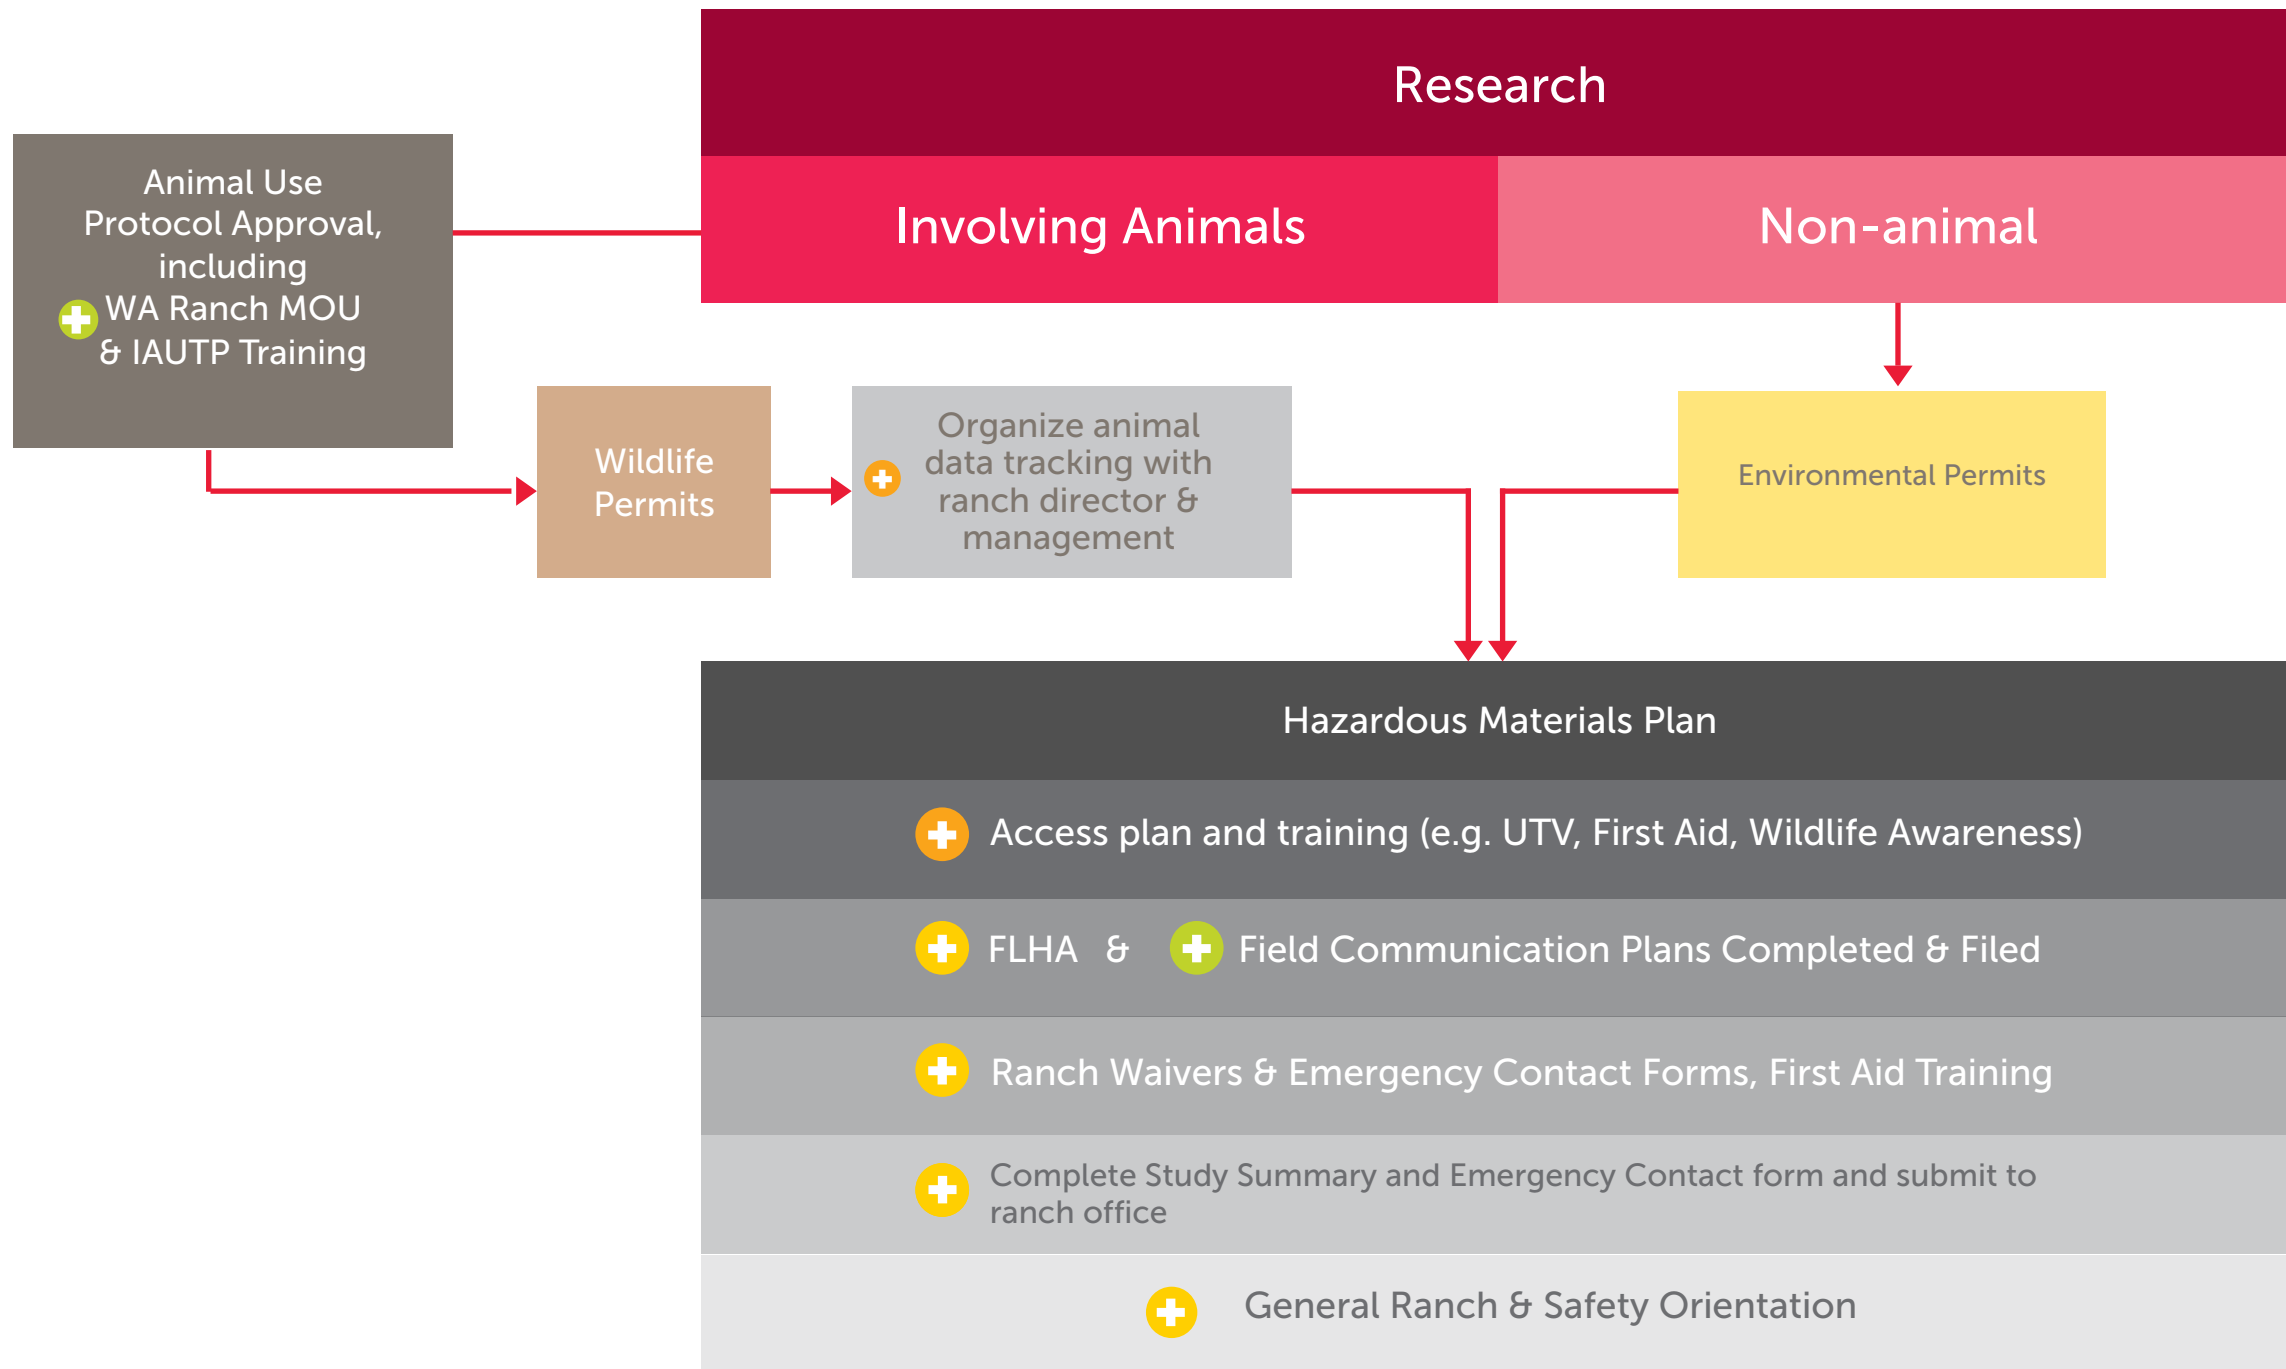 Research
Involving Animals
Non-animal
Animal Use
Protocol Approval,
including
WA Ranch MOU
& IAUTP Training
Wildlife
Permits
Organize animal
data tracking with
ranch director &
management
Environmental Permits
Hazardous Materials Plan
Access plan and training (e.g. UTV, First Aid, Wildlife Awareness)
FLHA & Field Communication Plans Completed & Filed
Ranch Waivers & Emergency Contact Forms, First Aid Training
Complete Study Summary and Emergency Contact form and submit to
ranch office
General Ranch & Safety Orientation